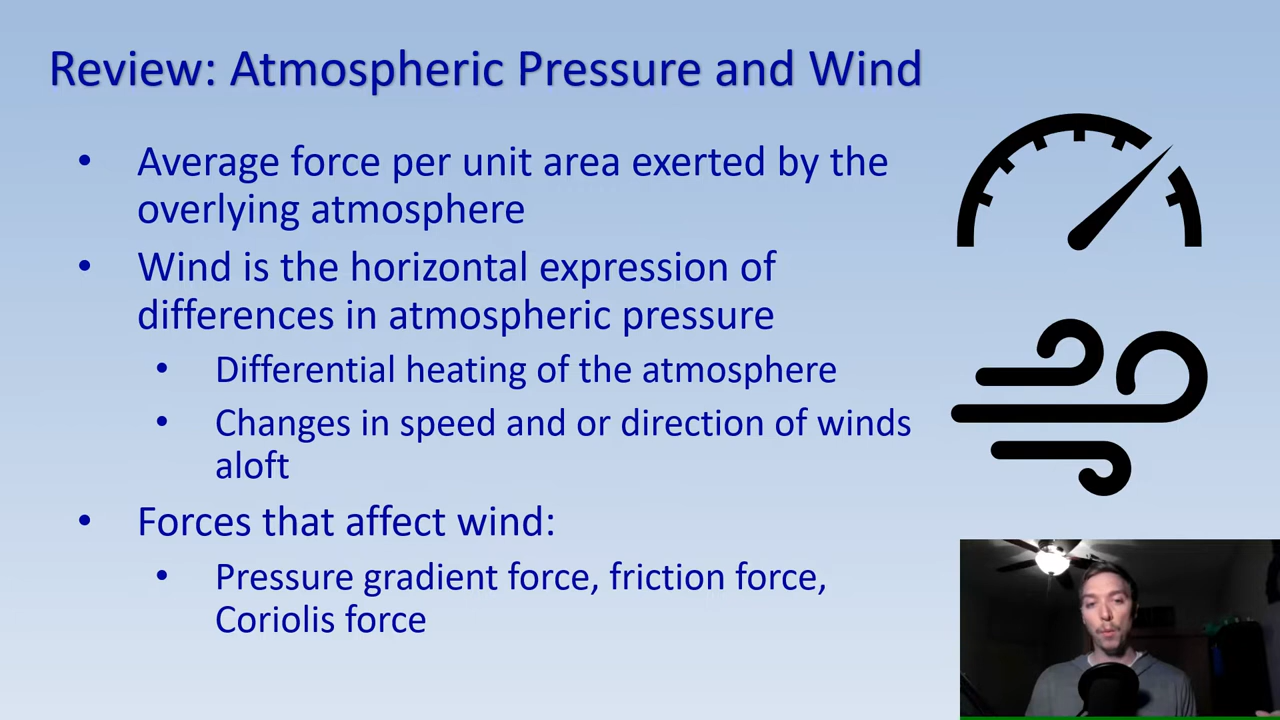 Review: Atmospheric Pressure and Wind
• Average force per unit area exerted by the
overlying atmosphere
• Wind is the horizontal expression of
differences in atmospheric pressure
• Differential heating of the atmosphere
• Changes in speed and or direction of winds
aloft
• Forces that affect wind:
• Pressure gradient force, friction force,
Coriolis force